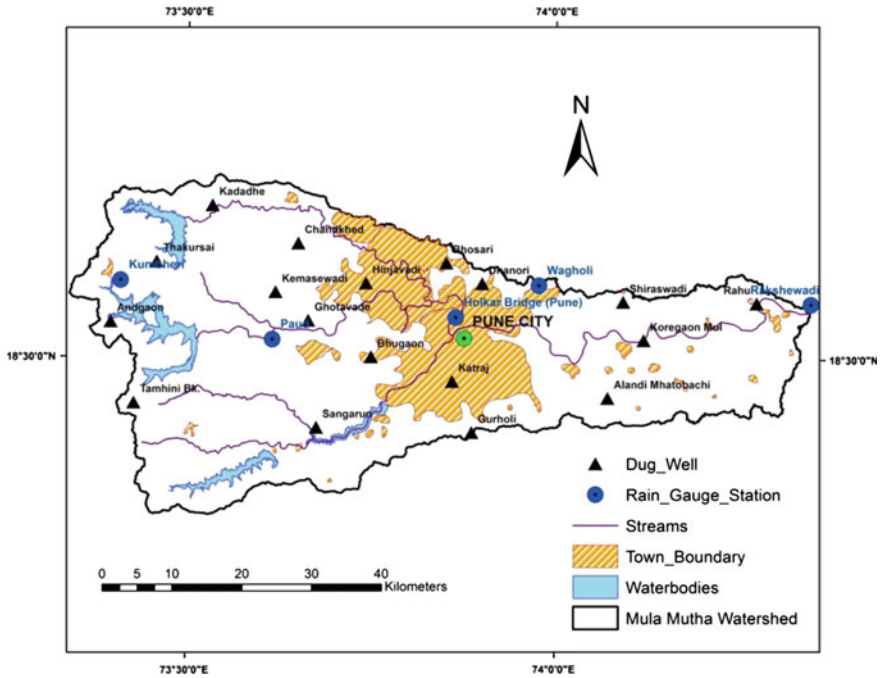 73°30'0"E 74°0'0"E
N
Kadadhe
Chandkhed
Bhosari
Thakursai
Dhanori
Wagholi
Kumbheri
Hinjavadi
Kemasewadi
Shiraswadi
Rahu
Rakshewadi
Andgaon
Ghotavade
Holkar Bridge (Pune)
Paud
PUNE CITY
Koregaon Mul
18°30'0"N 18°30'0"N
Bhugaon
Katraj
Tamhini Bk.
Alandi Mhatobachi
Sangarun
Gurholi
Dug_Well
Rain_Gauge_Station
Streams
Town_Boundary
Waterbodies
Mula Mutha Watershed
0 5 10 20 30 40
Kilometers
73°30'0"E 74°0'0"E